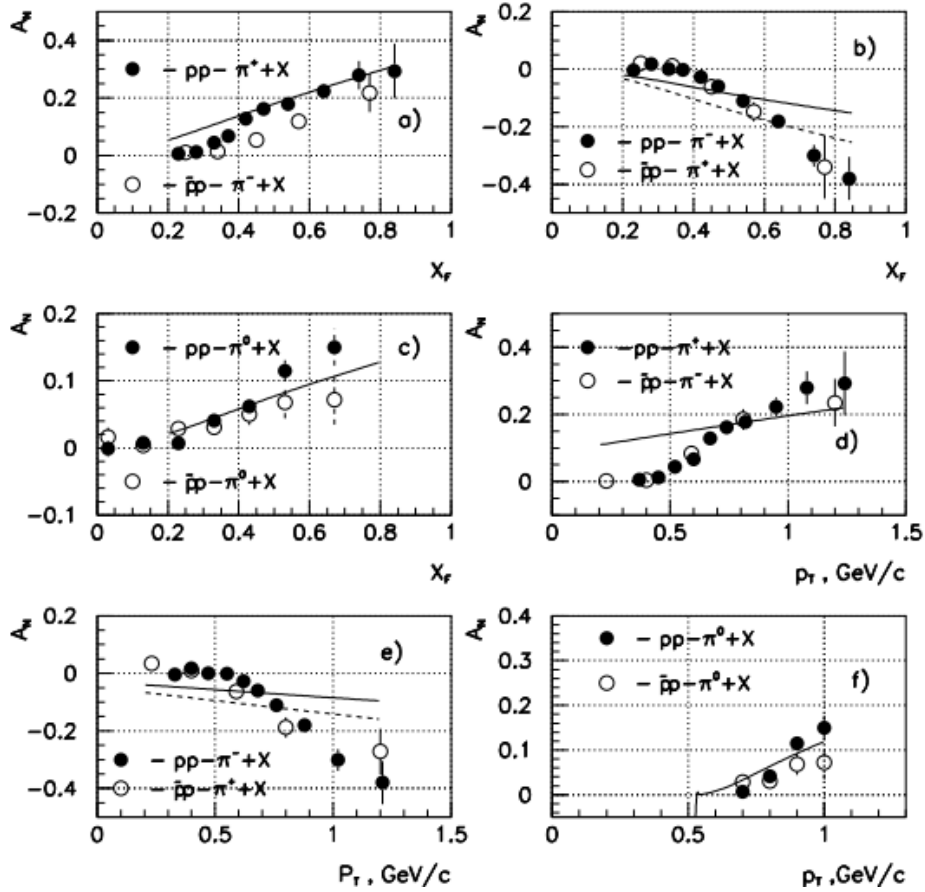 A_N
0.4
0.2
0
-0.2
0 0.2 0.4 0.6 0.8 1
X_F
- pp - π⁺ + X
a)
- p̄p - π⁻ + X
A_N
0.2
0
-0.2
-0.4
0 0.2 0.4 0.6 0.8 1
X_F
b)
- pp - π⁻ + X
- p̄p - π⁺ + X
A_N
0.2
0.1
0
-0.1
0 0.2 0.4 0.6 0.8 1
X_F
- pp - π⁰ + X
c)
- p̄p - π⁰ + X
A_N
0.4
0.2
0
0 0.5 1 1.5
p_T , GeV/c
- pp - π⁺ + X
- p̄p - π⁻ + X
d)
A_N
0.2
0
-0.2
-0.4
0 0.5 1 1.5
P_T , GeV/c
e)
- pp - π⁻ + X
- p̄p - π⁺ + X
A_N
0.4
0.3
0.2
0.1
0
0 0.5 1
p_T , GeV/c
- pp - π⁰ + X
- p̄p - π⁰ + X
f)